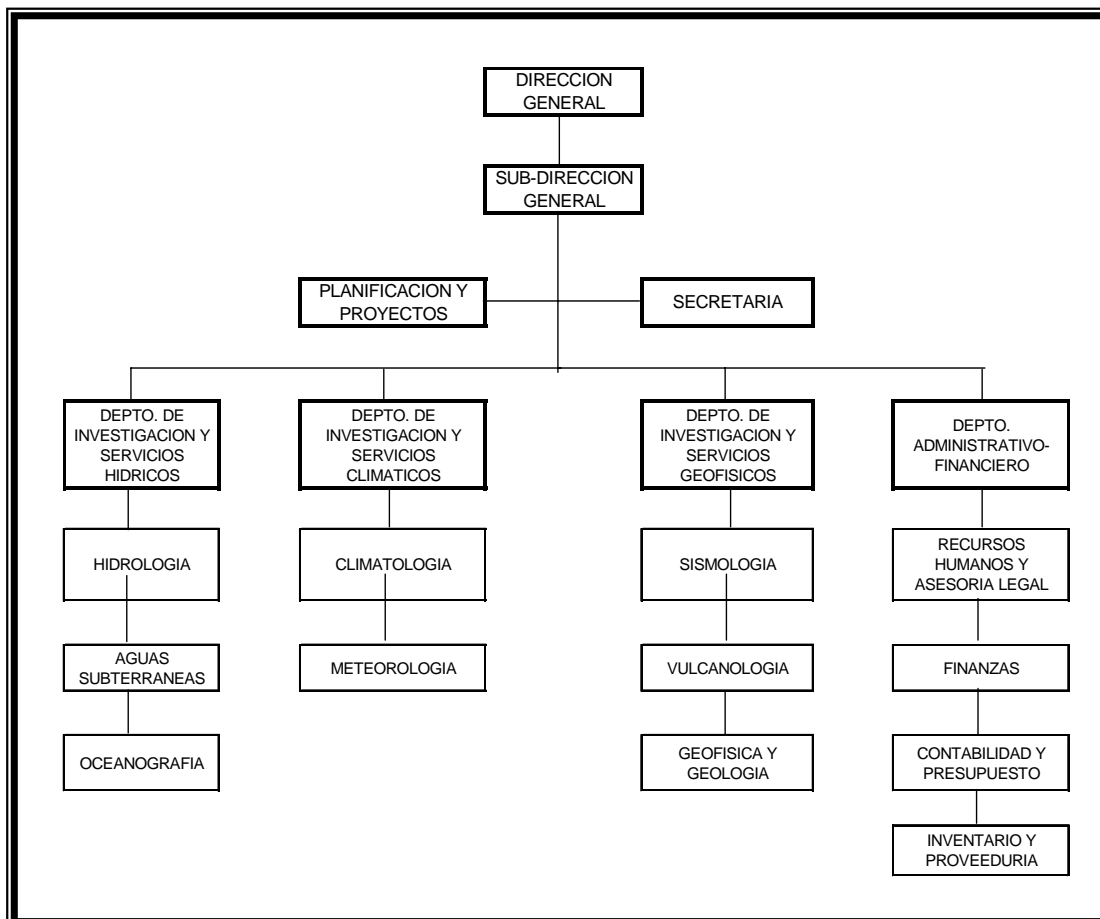 DIRECCION
GENERAL
SUB-DIRECCION
GENERAL
PLANIFICACION Y
PROYECTOS
SECRETARIA
DEPTO. DE
INVESTIGACION Y
SERVICIOS
HIDRICOS
DEPTO. DE
INVESTIGACION Y
SERVICIOS
CLIMATICOS
DEPTO. DE
INVESTIGACION Y
SERVICIOS
GEOFISICOS
DEPTO.
ADMINISTRATIVO-
FINANCIERO
HIDROLOGIA
CLIMATOLOGIA
SISMOLOGIA
RECURSOS
HUMANOS Y
ASESORIA LEGAL
AGUAS
SUBTERRANEAS
METEOROLOGIA
VULCANOLOGIA
FINANZAS
OCEANOGRAFIA
GEOFISICA Y
GEOLOGIA
CONTABILIDAD Y
PRESUPUESTO
INVENTARIO Y
PROVEEDURIA